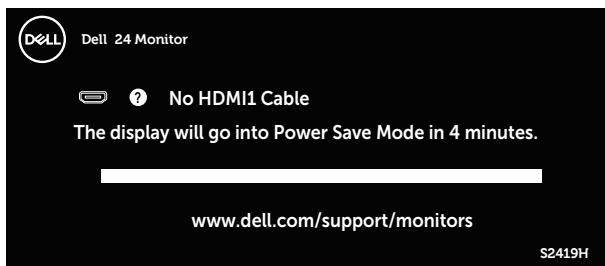 DELL
Dell 24 Monitor
? No HDMI1 Cable
The display will go into Power Save Mode in 4 minutes.
www.dell.com/support/monitors
S2419H